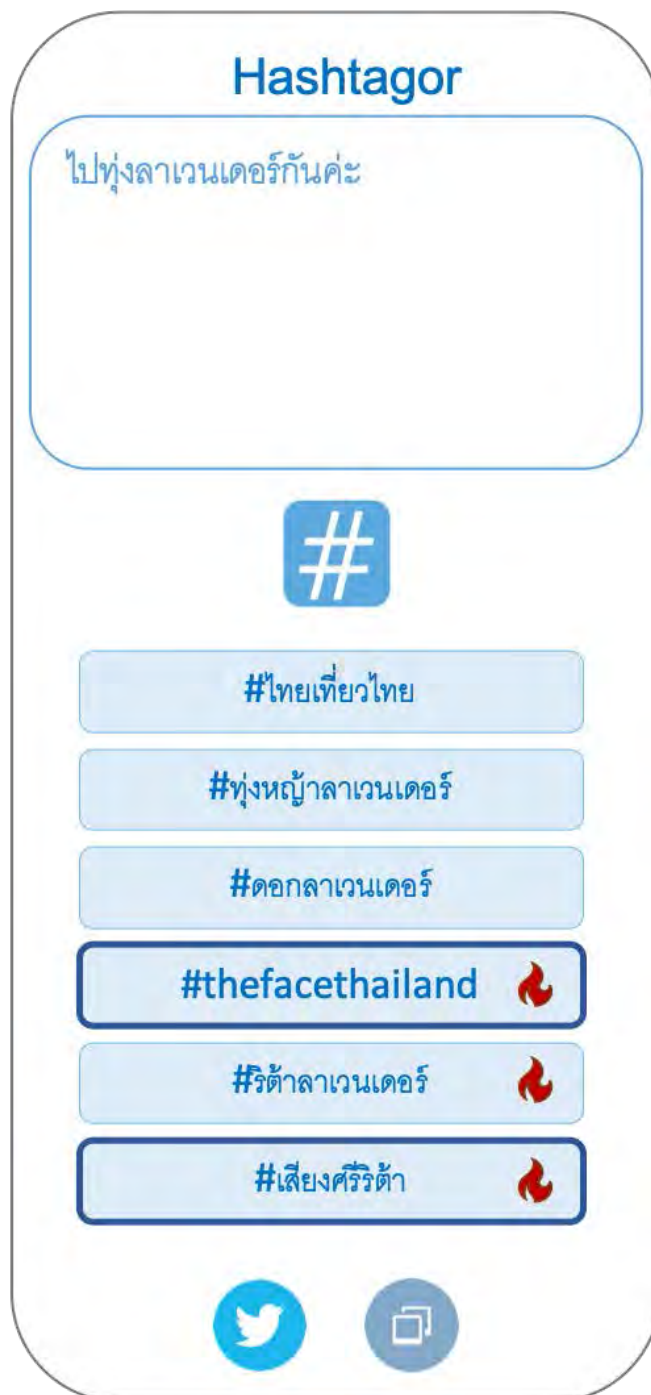 Hashtagor
ไปทุ่งลาเวนเดอร์กันค่ะ
#
#ไทยเที่ยวไทย
#ทุ่งหญ้าลาเวนเดอร์
#ดอกลาเวนเดอร์
#thefacethailand
#ริต้าลาเวนเดอร์
#เสียงศรีริต้า